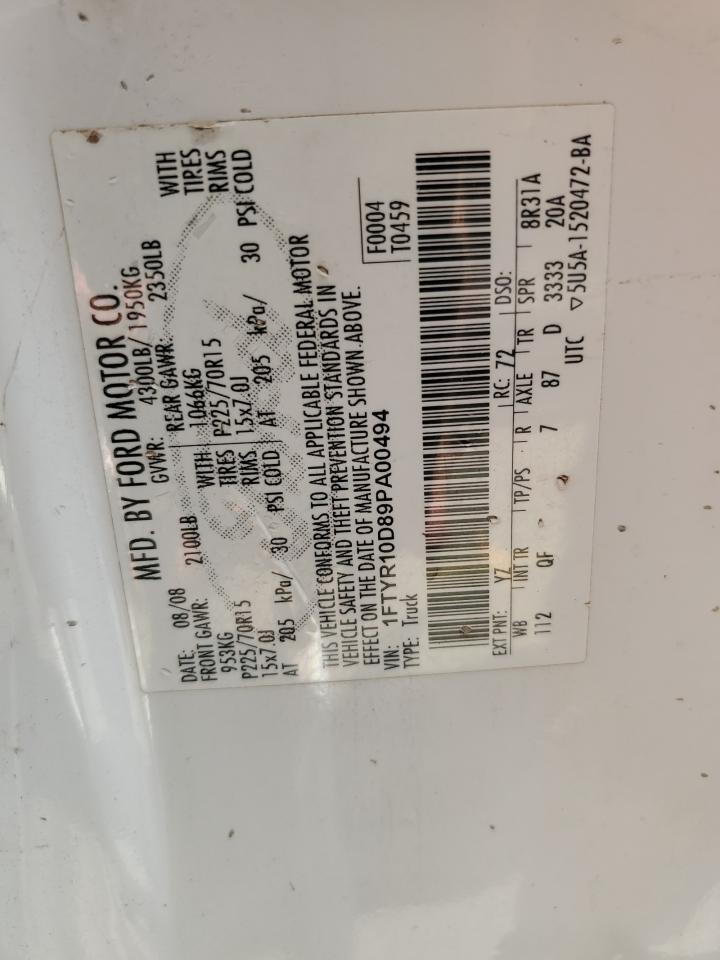 MFD. BY FORD MOTOR CO.
DATE: 08/08 GVWR: 4300LB/1950KG
FRONT GAWR: 2100LB REAR GAWR: 2350LB
953KG WITH 1066KG WITH
P225/70R15 TIRES P225/70R15 TIRES
15x7.0J RIMS 15x7.0J RIMS
AT 205 kPa/ 30 PSI COLD AT 205 kPa/ 30 PSI COLD
THIS VEHICLE CONFORMS TO ALL APPLICABLE FEDERAL MOTOR
VEHICLE SAFETY AND THEFT PREVENTION STANDARDS IN
EFFECT ON THE DATE OF MANUFACTURE SHOWN ABOVE.
VIN: 1FTYR10D89PA00494 F0004
TYPE: Truck T0459
EXT PNT: YZ RC: 72 DSO:
WB INT TR TP/PS R AXLE TR SPR 8R31A
112 QF 7 87 D 3333 20A
UTC ▽5U5A-1520472-BA